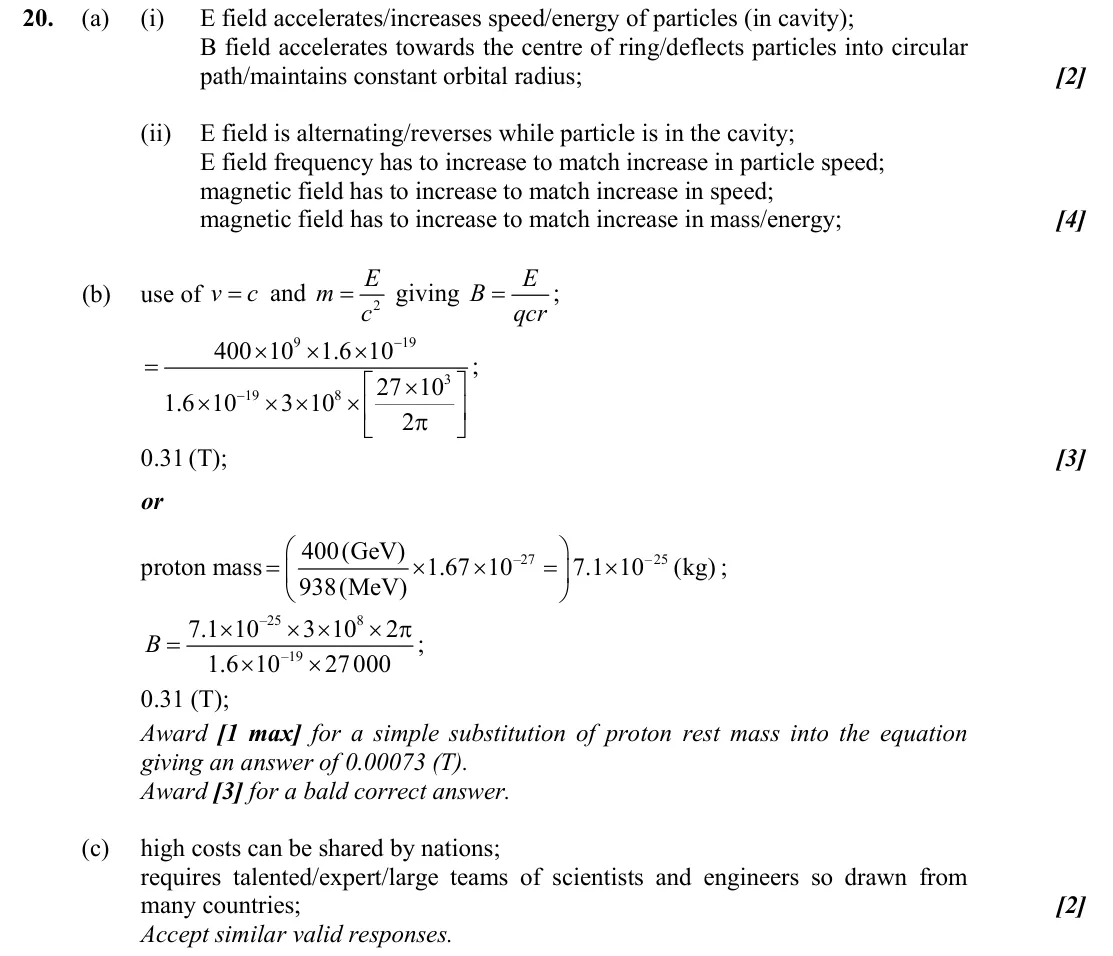 20. (a) (i) E field accelerates/increases speed/energy of particles (in cavity);
B field accelerates towards the centre of ring/deflects particles into circular
path/maintains constant orbital radius; [2]
(ii) E field is alternating/reverses while particle is in the cavity;
E field frequency has to increase to match increase in particle speed;
magnetic field has to increase to match increase in speed;
magnetic field has to increase to match increase in mass/energy; [4]
(b) use of v = c and m = E/c² giving B = E/qcr;
= (400×10⁹ ×1.6×10⁻¹⁹)/(1.6×10⁻¹⁹ ×3×10⁸ ×[27×10³/2π]);
0.31 (T); [3]
or
proton mass = (400(GeV)/938(MeV) ×1.67×10⁻²⁷ =) 7.1×10⁻²⁵ (kg);
B = (7.1×10⁻²⁵ ×3×10⁸ ×2π)/(1.6×10⁻¹⁹ ×27000);
0.31 (T);
Award [1 max] for a simple substitution of proton rest mass into the equation
giving an answer of 0.00073 (T).
Award [3] for a bald correct answer.
(c) high costs can be shared by nations;
requires talented/expert/large teams of scientists and engineers so drawn from
many countries; [2]
Accept similar valid responses.